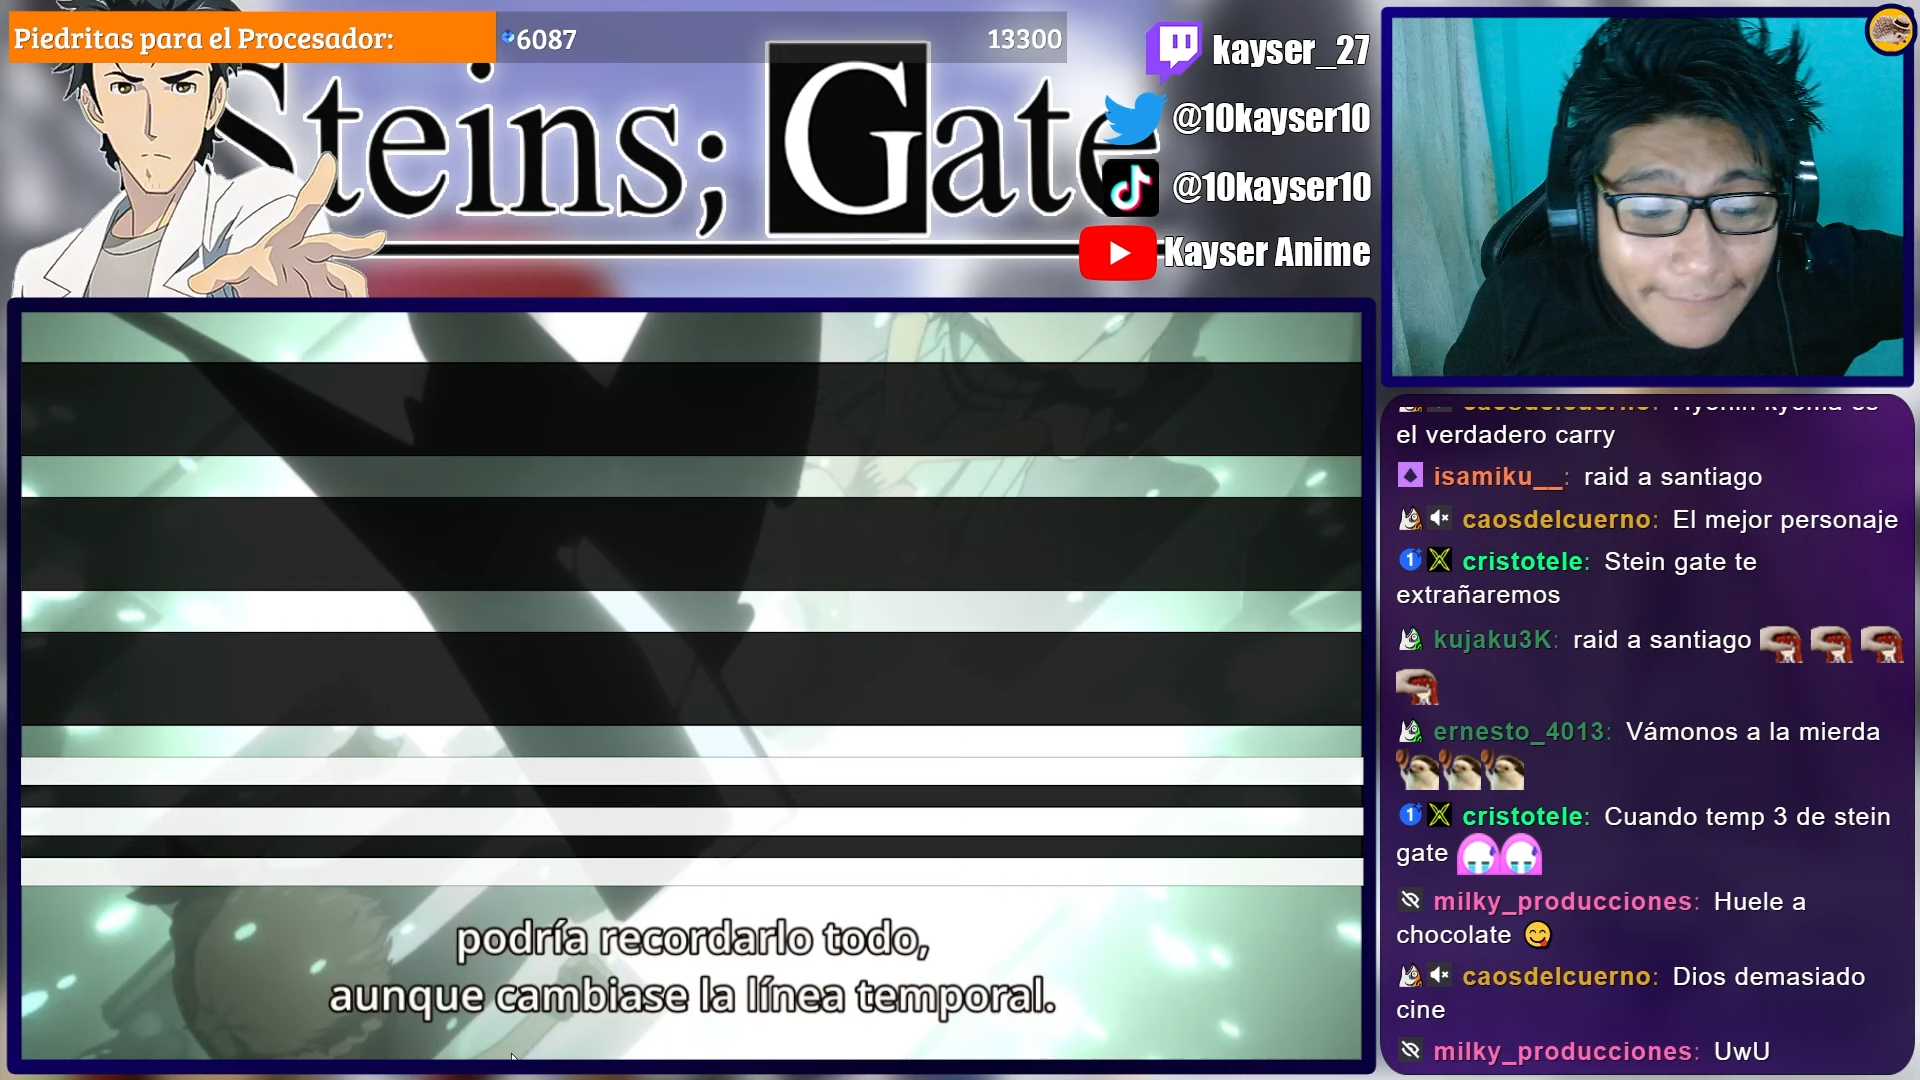 Piedritas para el Procesador:
6087
13300
Steins; Gate
kayser_27
@10kayser10
@10kayser10
Kayser Anime
el verdadero carry
isamiku__: raid a santiago
caosdelcuerno: El mejor personaje
cristotele: Stein gate te
extrañaremos
kujaku3K: raid a santiago
ernesto_4013: Vámonos a la mierda
cristotele: Cuando temp 3 de stein
gate
milky_producciones: Huele a
chocolate
caosdelcuerno: Dios demasiado
cine
milky_producciones: UwU
podría recordarlo todo,
aunque cambiase la línea temporal.